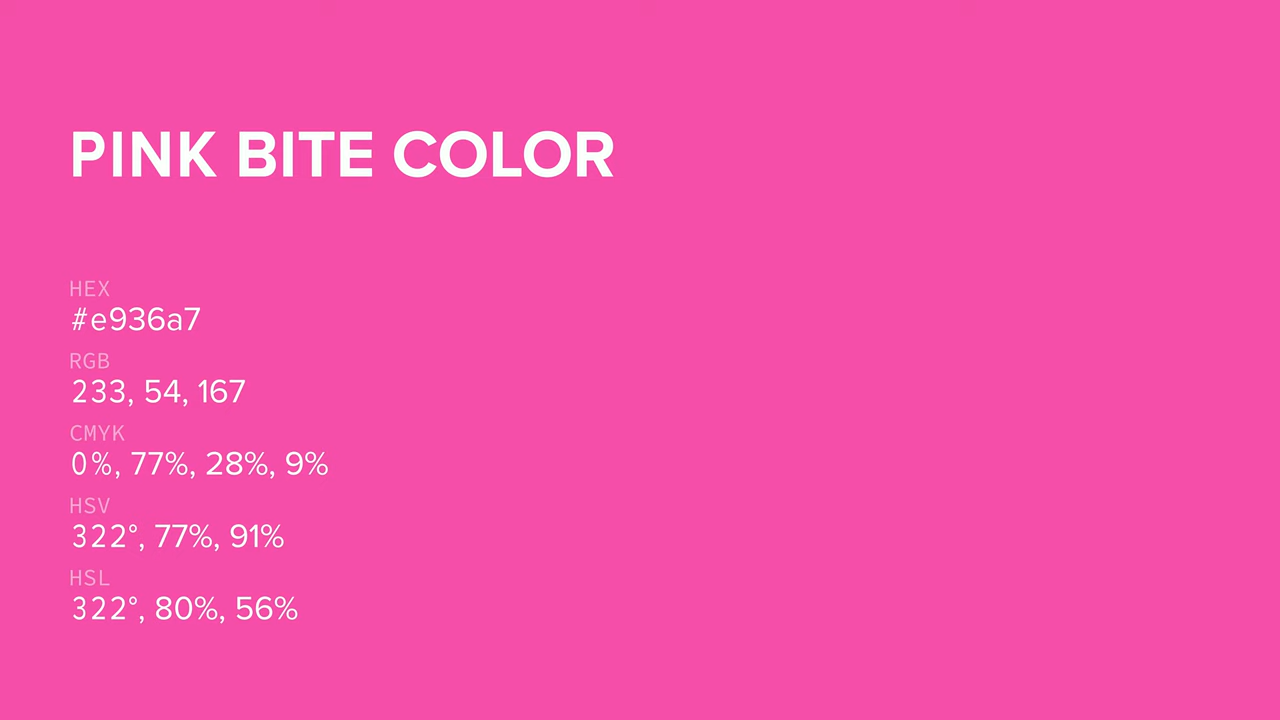 PINK BITE COLOR
HEX
#e936a7
RGB
233, 54, 167
CMYK
0%, 77%, 28%, 9%
HSV
322°, 77%, 91%
HSL
322°, 80%, 56%